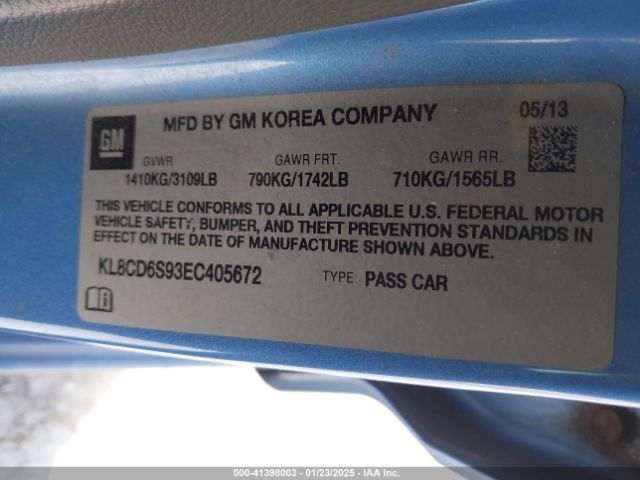 GM
MFD BY GM KOREA COMPANY 05/13
GVWR GAWR FRT. GAWR RR.
1410KG/3109LB 790KG/1742LB 710KG/1565LB
THIS VEHICLE CONFORMS TO ALL APPLICABLE U.S. FEDERAL MOTOR
VEHICLE SAFETY, BUMPER, AND THEFT PREVENTION STANDARDS IN
EFFECT ON THE DATE OF MANUFACTURE SHOWN ABOVE.
KL8CD6S93EC405672 TYPE: PASS CAR
000-41398003 — 01/23/2025 — IAA Inc.